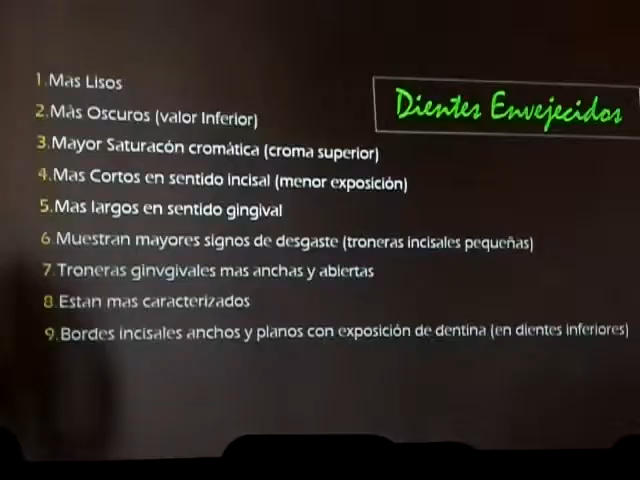 Dientes Envejecidos
1.Mas Lisos
2.Màs Oscuros (valor Inferior)
3.Mayor Saturacón cromática (croma superior)
4.Mas Cortos en sentido incisal (menor exposición)
5.Mas largos en sentido gingival
6.Muestran mayores signos de desgaste (troneras incisales pequeñas)
7.Troneras ginvgivales mas anchas y abiertas
8.Estan mas caracterizados
9.Bordes incisales anchos y planos con exposición de dentina (en dientes inferiores)